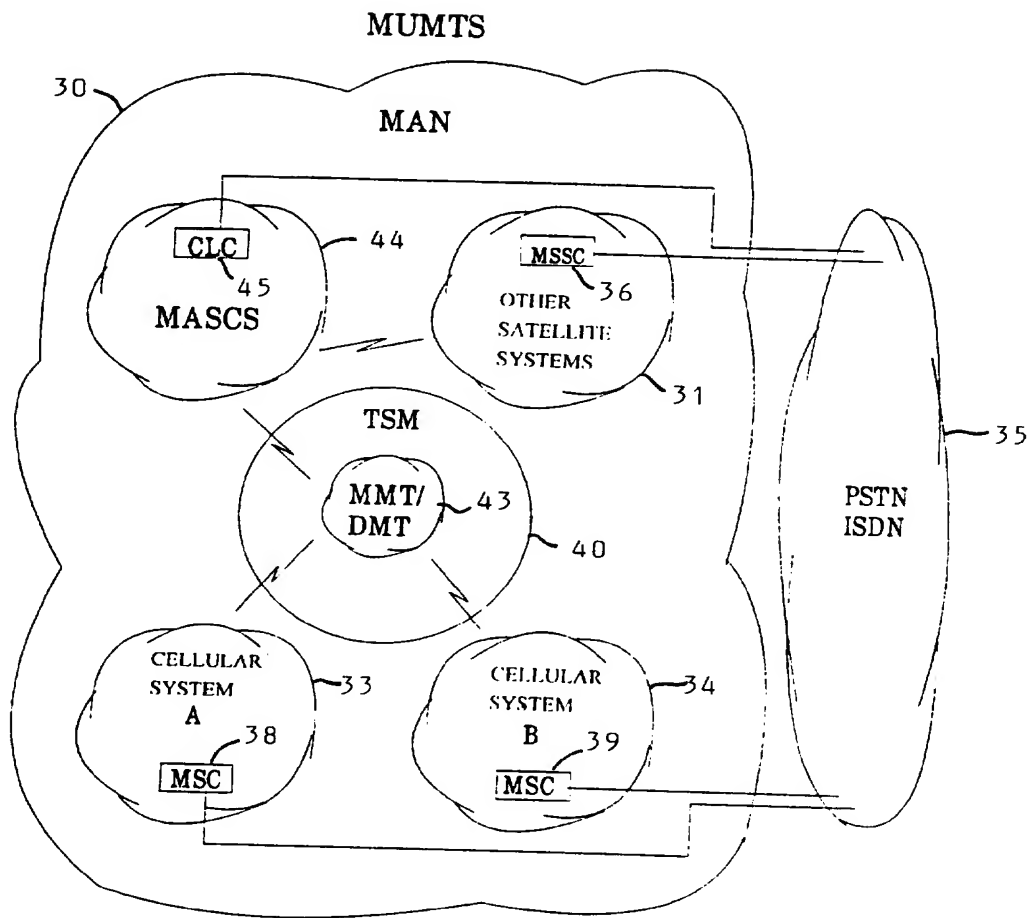 MUMTS
30
MAN
CLC
45
44
MASCS
MSSC
36
OTHER
SATELLITE
SYSTEMS
31
TSM
MMT/
DMT
43
40
35
PSTN
ISDN
CELLULAR
SYSTEM
A
33
38
MSC
CELLULAR
SYSTEM
B
34
39
MSC